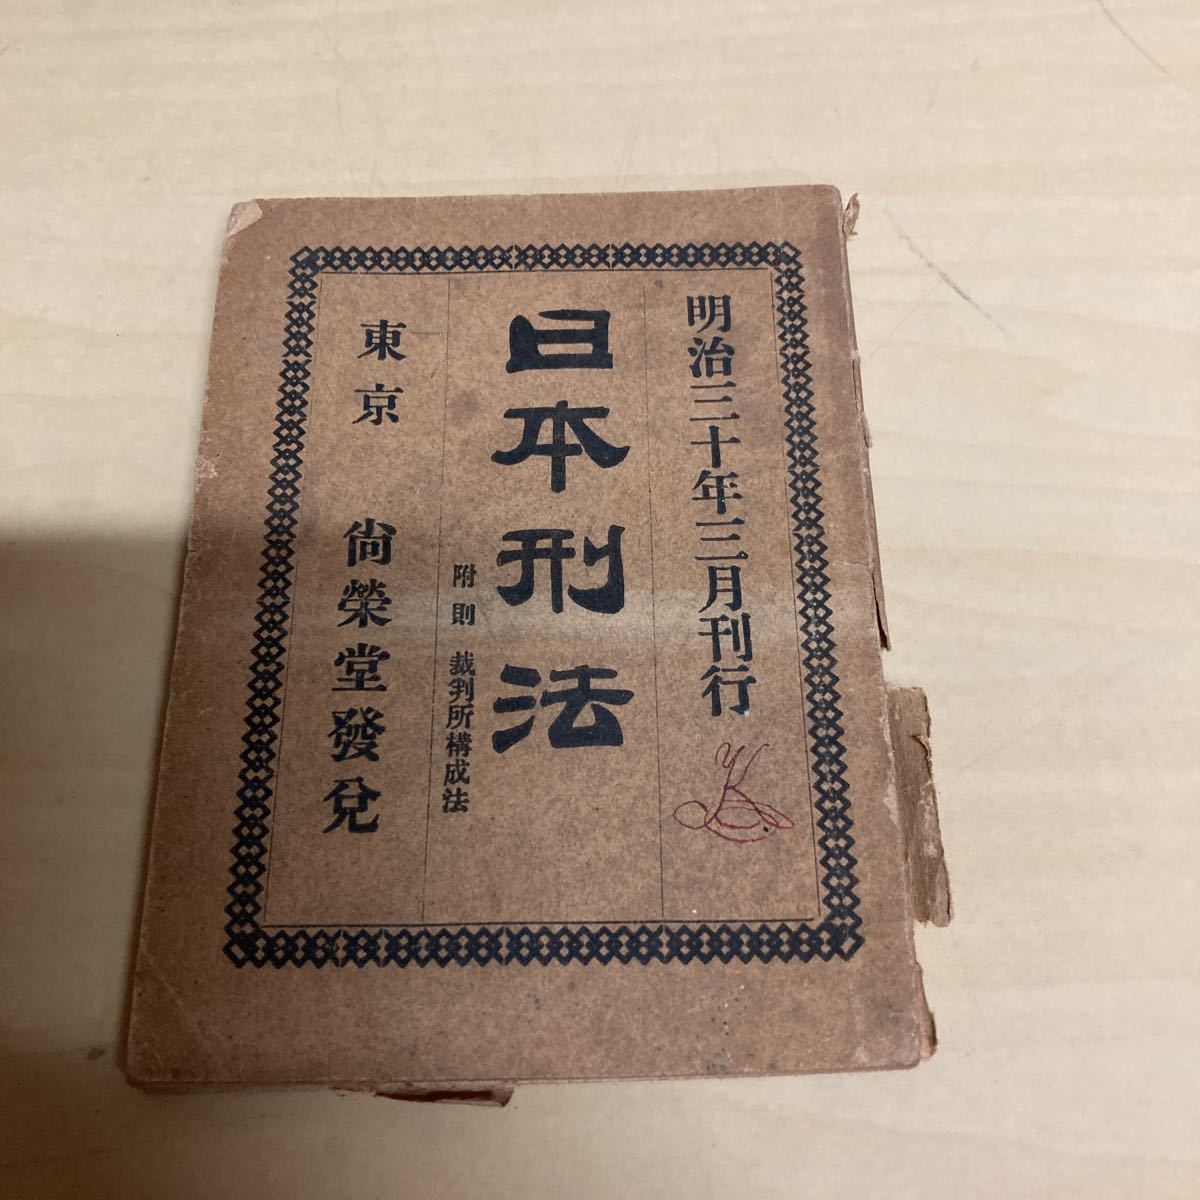 明治三十年三月刊行
日本刑法
附則 裁判所構成法
東京 尙榮堂發兌